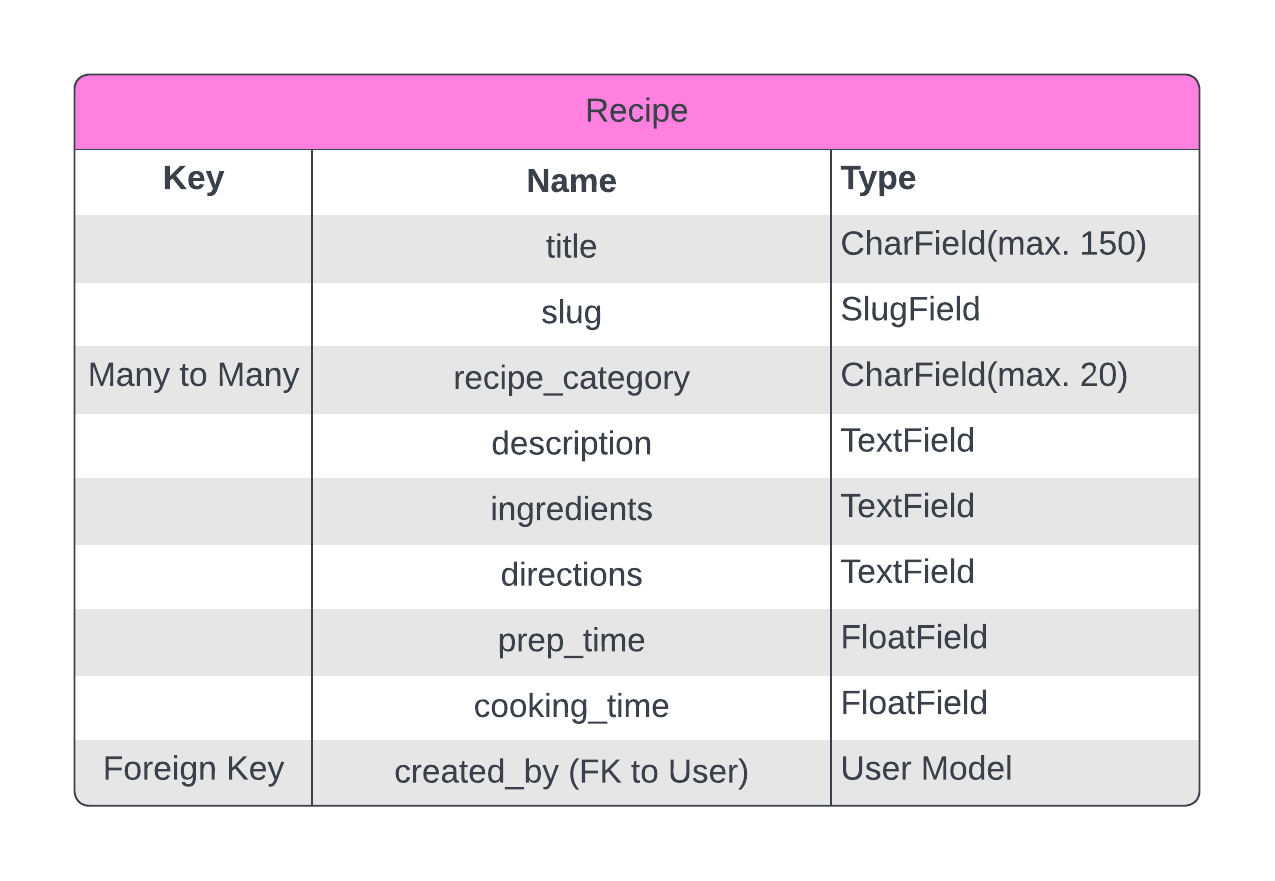 Recipe
Key Name Type
title CharField(max. 150)
slug SlugField
Many to Many recipe_category CharField(max. 20)
description TextField
ingredients TextField
directions TextField
prep_time FloatField
cooking_time FloatField
Foreign Key created_by (FK to User) User Model